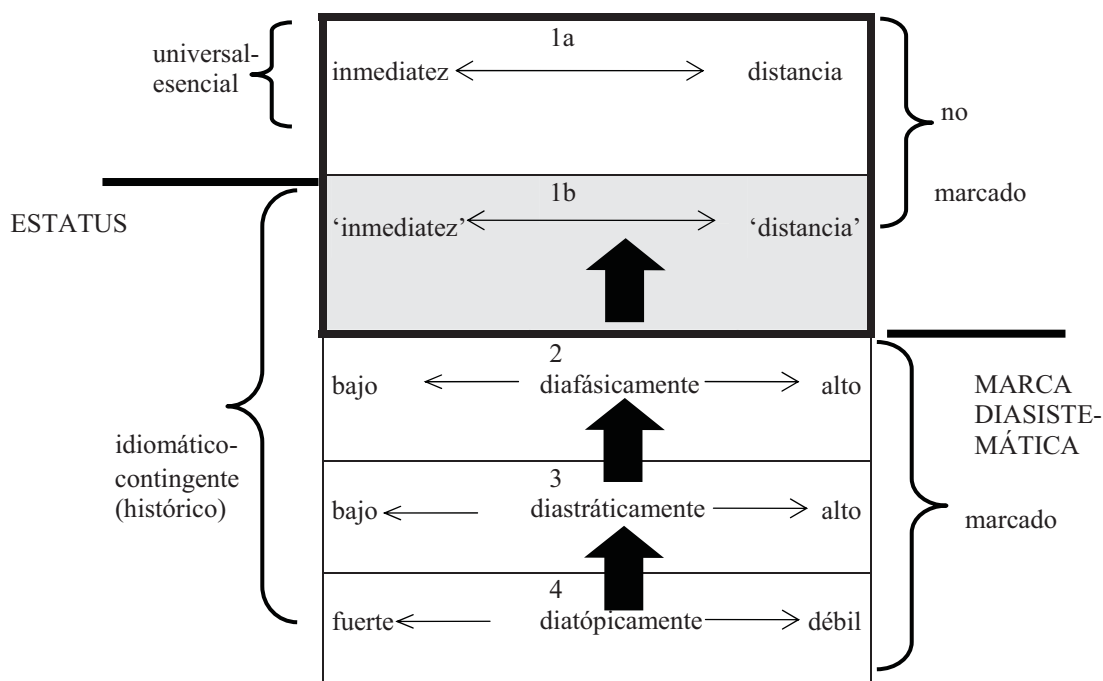 1a
universal-
esencial
inmediatez
distancia
no
marcado
ESTATUS
1b
‘inmediatez’
‘distancia’
2
bajo
diafásicamente
alto
MARCA
DIASISTE-
MÁTICA
idiomático-
contingente
(histórico)
3
bajo
diastráticamente
alto
marcado
4
fuerte
diatópicamente
débil